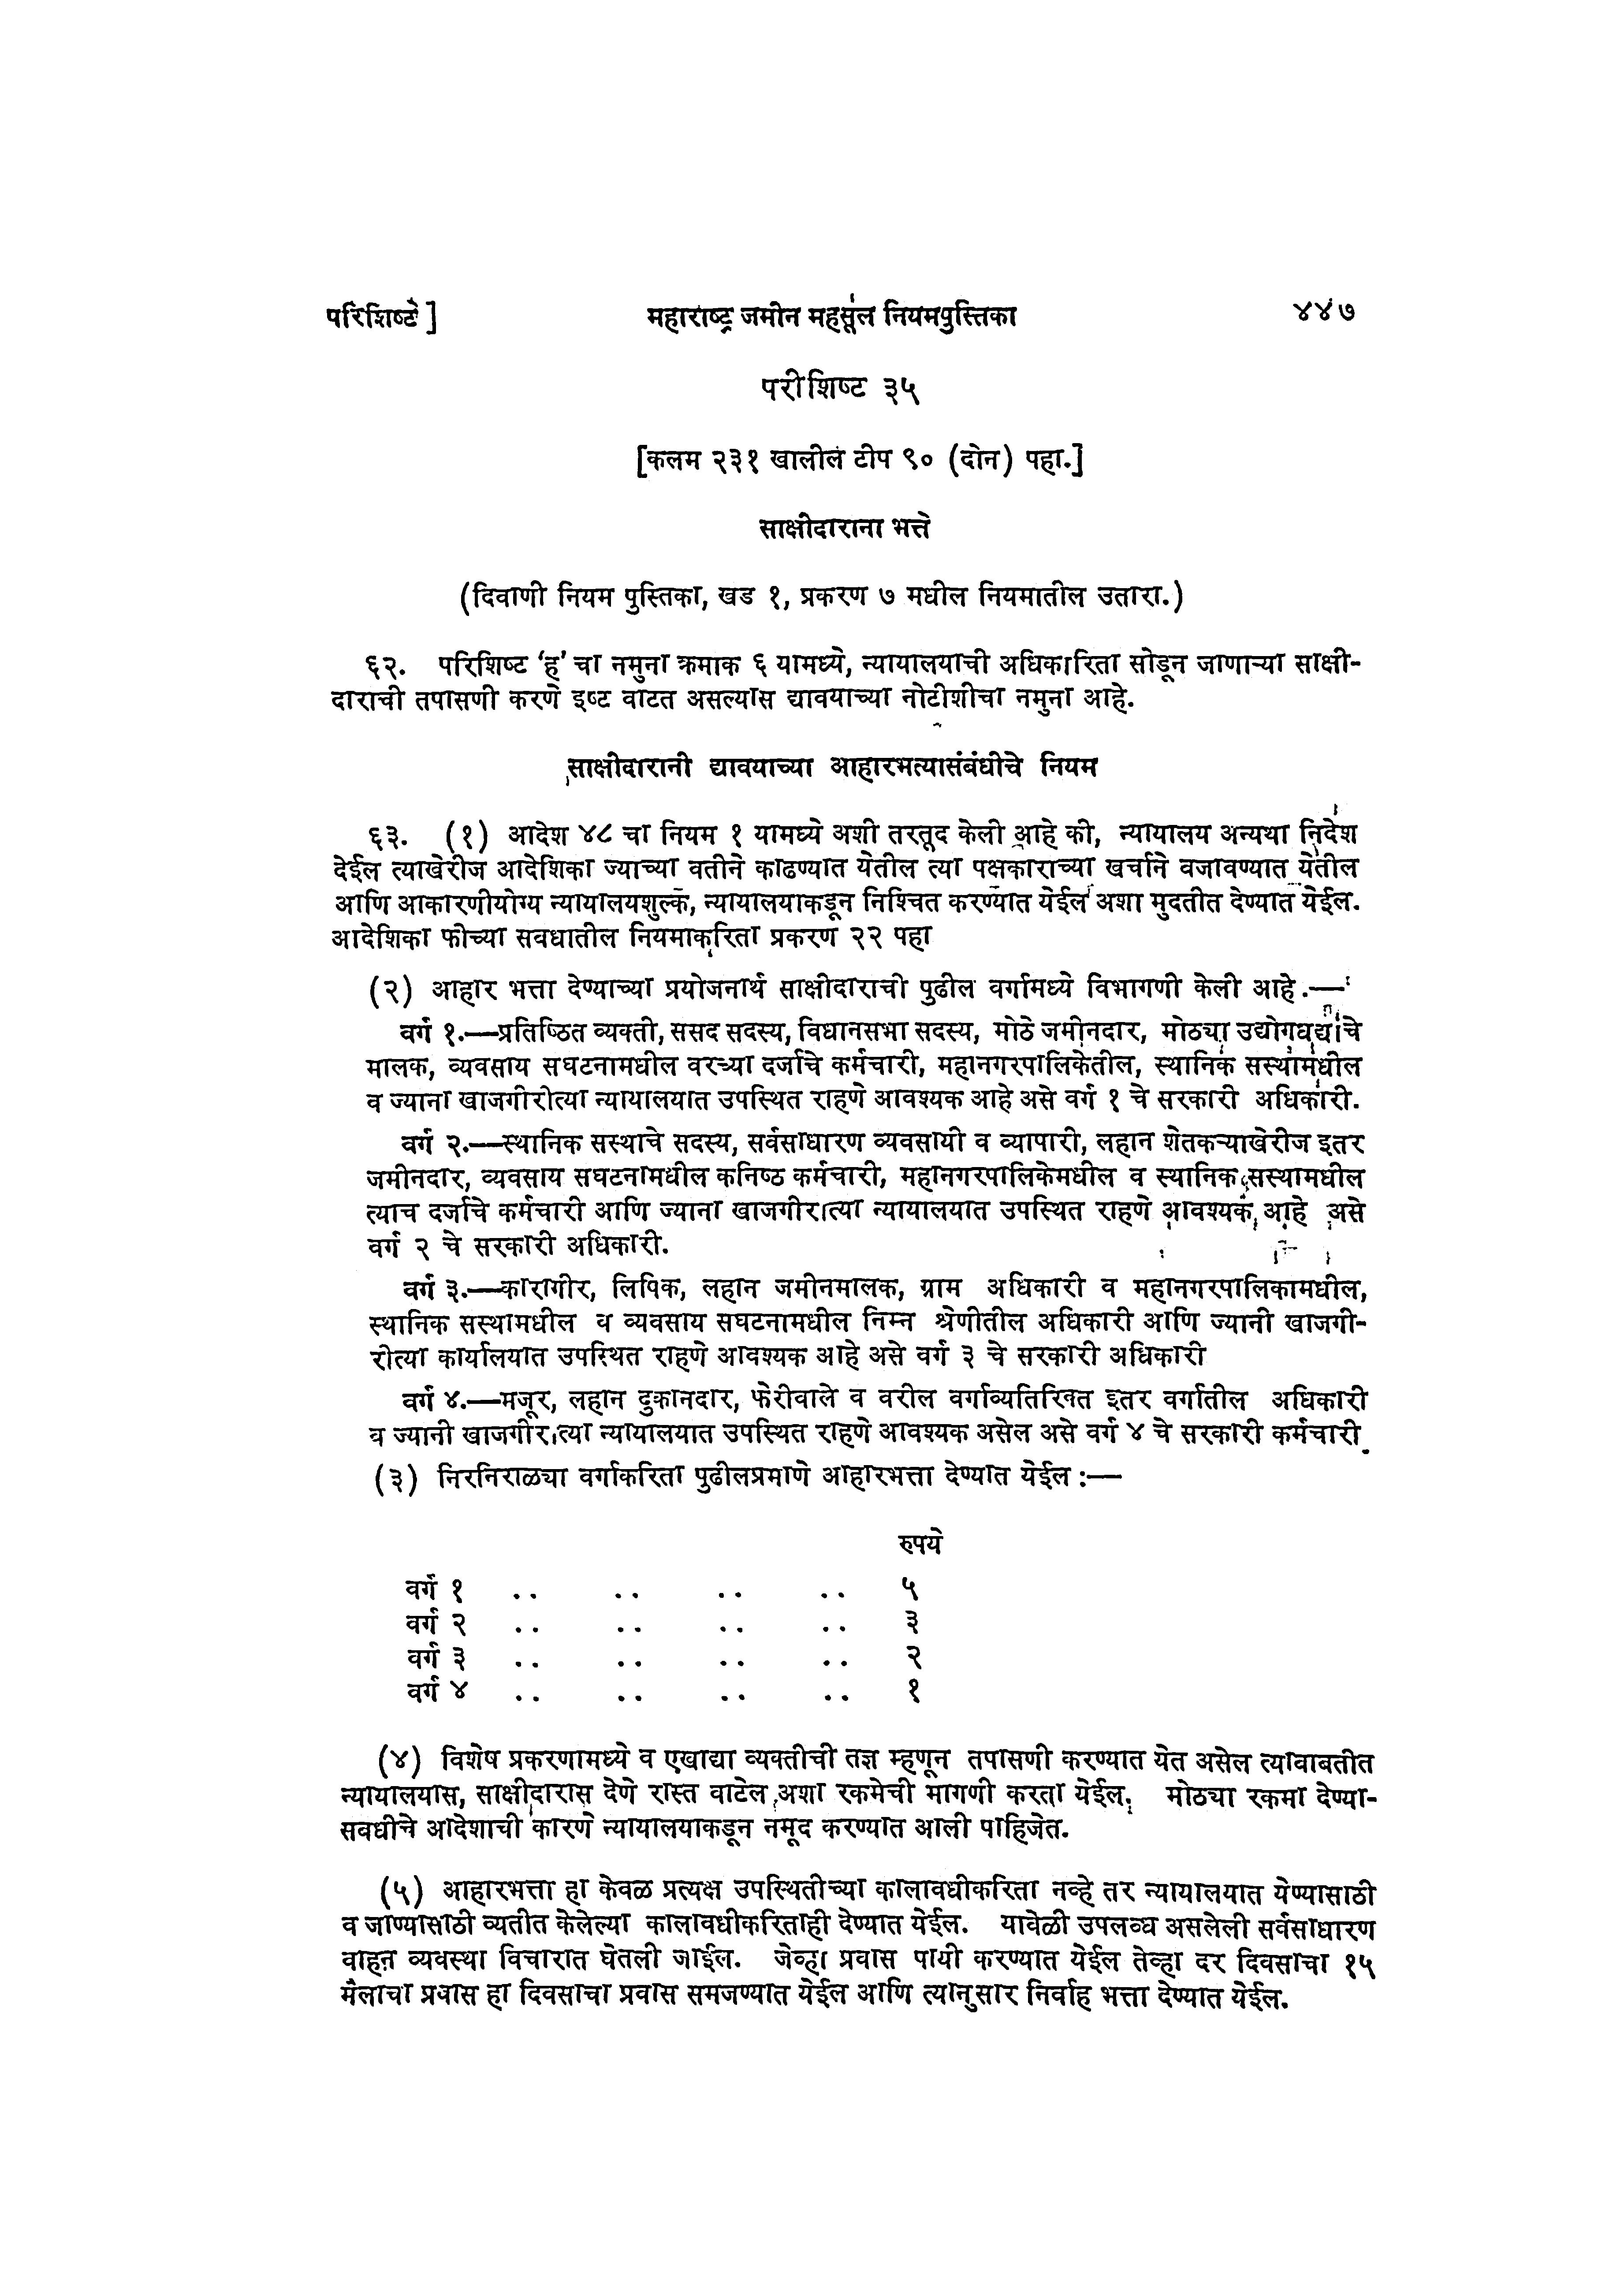 परिशिष्टे]
महाराष्ट्र जमीन महसूल नियमपुस्तिका
४४७
परीशिष्ट ३५
[कलम २३१ खालील टीप ९० (दोन) पहा.]
साक्षीदाराना भत्ते
(दिवाणी नियम पुस्तिका, खड १, प्रकरण ७ मधील नियमातील उतारा.)
६२. परिशिष्ट ‘ह’ चा नमुना क्रमाक ६ यामध्ये, न्यायालयाची अधिकारिता सोडून जाणाऱ्या साक्षी-
दाराची तपासणी करणे इष्ट वाटत असल्यास द्यावयाच्या नोटीशीचा नमुना आहे.
साक्षीदारानी द्यावयाच्या आहारभत्यासंबंधीचे नियम
६३. (१) आदेश ४८ चा नियम १ यामध्ये अशी तरतूद केली आहे की, न्यायालय अन्यथा निदेश
देईल त्याखेरीज आदेशिका ज्याच्या वतीने काढण्यात येतील त्या पक्षकाराच्या खर्चाने वजावण्यात येतील
आणि आकारणीयोग्य न्यायालयशुल्क, न्यायालयाकडून निश्चित करण्यात येईल अशा मुदतीत देण्यात येईल.
आदेशिका फीच्या सवधातील नियमाकरिता प्रकरण २२ पहा
(२) आहार भत्ता देण्याच्या प्रयोजनार्थ साक्षीदाराची पुढील वर्गामध्ये विभागणी केली आहे.—
वर्ग १.—प्रतिष्ठित व्यक्ती, ससद सदस्य, विधानसभा सदस्य, मोठे जमीनदार, मोठ्या उद्योगधद्याचे
मालक, व्यवसाय सघटनामधील वरच्या दर्जाचे कर्मचारी, महानगरपालिकेतील, स्थानिक सस्थामधील
व ज्याना खाजगीरीत्या न्यायालयात उपस्थित राहणे आवश्यक आहे असे वर्ग १ चे सरकारी अधिकारी.
वर्ग २.—स्थानिक सस्थाचे सदस्य, सर्वसाधारण व्यवसायी व व्यापारी, लहान शेतकऱ्याखेरीज इतर
जमीनदार, व्यवसाय सघटनामधील कनिष्ठ कर्मचारी, महानगरपालिकेमधील व स्थानिक सस्थामधील
त्याच दर्जाचे कर्मचारी आणि ज्याना खाजगीरीत्या न्यायालयात उपस्थित राहणे आवश्यक आहे असे
वर्ग २ चे सरकारी अधिकारी.
वर्ग ३.—कारागीर, लिपिक, लहान जमीनमालक, ग्राम अधिकारी व महानगरपालिकामधील,
स्थानिक सस्थामधील व व्यवसाय सघटनामधील निम्न श्रेणीतील अधिकारी आणि ज्यानी खाजगी-
रीत्या कार्यालयात उपस्थित राहणे आवश्यक आहे असे वर्ग ३ चे सरकारी अधिकारी
वर्ग ४.—मजूर, लहान दुकानदार, फेरीवाले व वरील वर्गाव्यतिरिक्त इतर वर्गातील अधिकारी
व ज्यानी खाजगीरीत्या न्यायालयात उपस्थित राहणे आवश्यक असेल असे वर्ग ४ चे सरकारी कर्मचारी.
(३) निरनिराळ्या वर्गाकरिता पुढीलप्रमाणे आहारभत्ता देण्यात येईल :—
रुपये
वर्ग १ .. .. .. .. ५
वर्ग २ .. .. .. .. ३
वर्ग ३ .. .. .. .. २
वर्ग ४ .. .. .. .. १
(४) विशेष प्रकरणामध्ये व एखाद्या व्यक्तीची तज्ञ म्हणून तपासणी करण्यात येत असेल त्यावाबतीत
न्यायालयास, साक्षीदारास देणे रास्त वाटेल अशा रकमेची मागणी करता येईल. मोठ्या रकमा देण्या-
सवधीचे आदेशाची कारणे न्यायालयाकडून नमूद करण्यात आली पाहिजेत.
(५) आहारभत्ता हा केवळ प्रत्यक्ष उपस्थितीच्या कालावधीकरिता नव्हे तर न्यायालयात येण्यासाठी
व जाण्यासाठी व्यतीत केलेल्या कालावधीकरिताही देण्यात येईल. यावेळी उपलब्ध असलेली सर्वसाधारण
वाहन व्यवस्था विचारात घेतली जाईल. जेव्हा प्रवास पायी करण्यात येईल तेव्हा दर दिवसाचा १५
मैलाचा प्रवास हा दिवसाचा प्रवास समजण्यात येईल आणि त्यानुसार निर्वाह भत्ता देण्यात येईल.